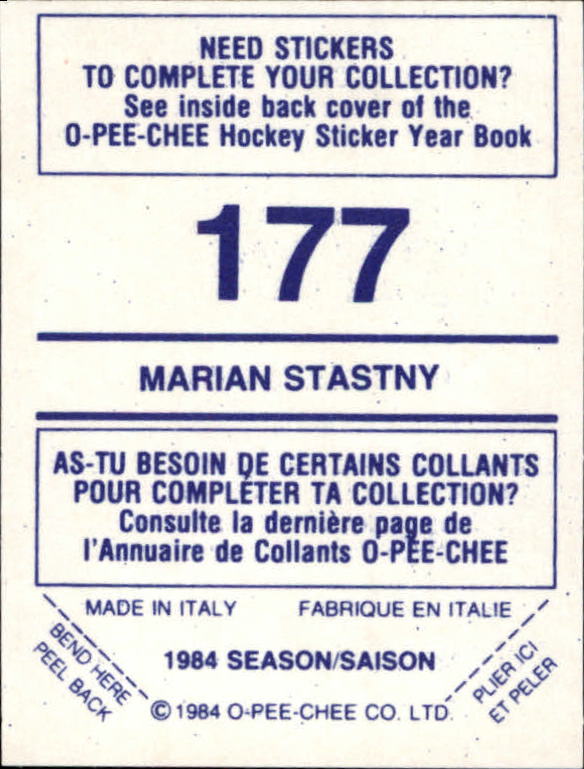 NEED STICKERS
TO COMPLETE YOUR COLLECTION?
See inside back cover of the
O-PEE-CHEE Hockey Sticker Year Book
177
MARIAN STASTNY
AS-TU BESOIN DE CERTAINS COLLANTS
POUR COMPLÉTER TA COLLECTION?
Consulte la dernière page de
l'Annuaire de Collants O-PEE-CHEE
MADE IN ITALY FABRIQUE EN ITALIE
BEND HERE
PEEL BACK
1984 SEASON/SAISON
PLIER ICI
ET PELER
© 1984 O-PEE-CHEE CO. LTD.